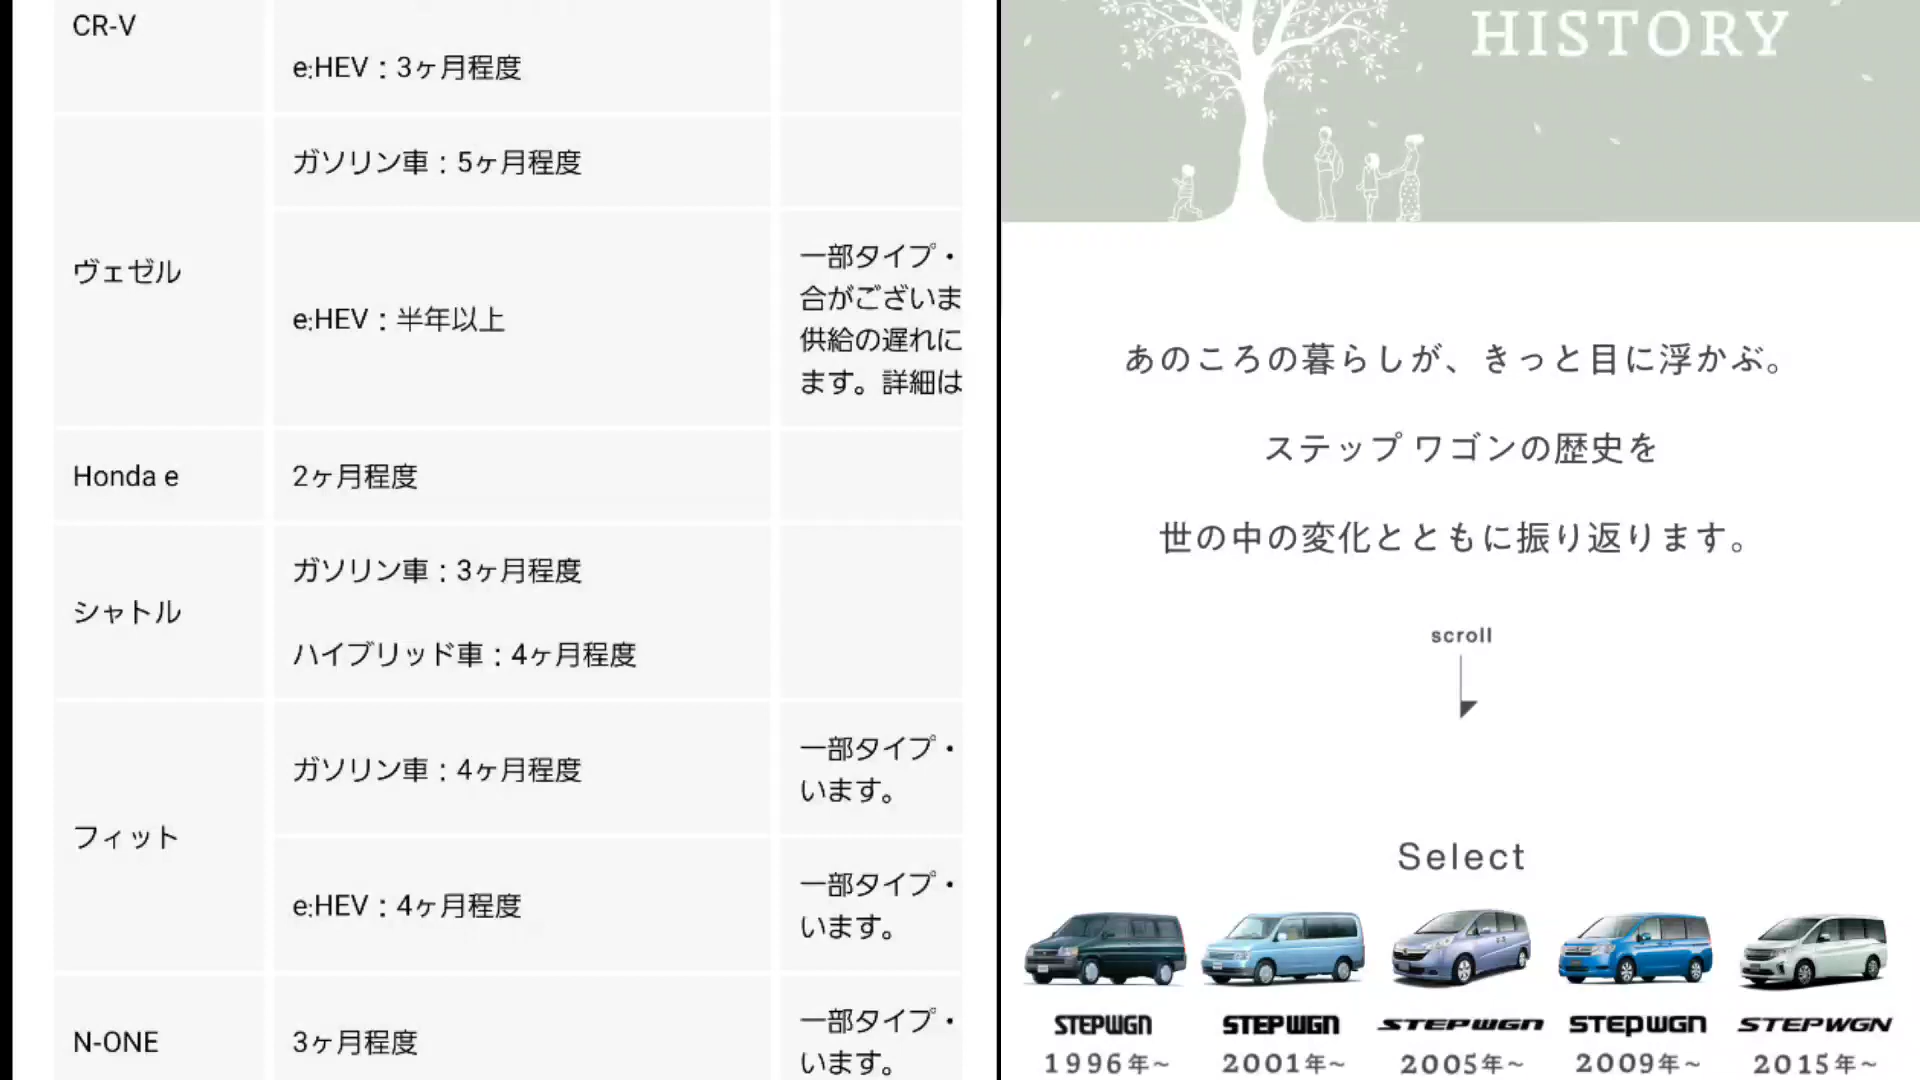 CR-V
e:HEV：3ヶ月程度
ヴェゼル
ガソリン車：5ヶ月程度
e:HEV：半年以上
一部タイプ・
合がございま
供給の遅れに
ます。詳細は
Honda e
2ヶ月程度
シャトル
ガソリン車：3ヶ月程度
ハイブリッド車：4ヶ月程度
フィット
ガソリン車：4ヶ月程度
一部タイプ・
います。
e:HEV：4ヶ月程度
一部タイプ・
います。
N-ONE
3ヶ月程度
一部タイプ・
います。
HISTORY
あのころの暮らしが、きっと目に浮かぶ。
ステップ ワゴンの歴史を
世の中の変化とともに振り返ります。
scroll
Select
STEPWGN
1996年~
STEPWGN
2001年~
STEPWGN
2005年~
STEPWGN
2009年~
STEPWGN
2015年~